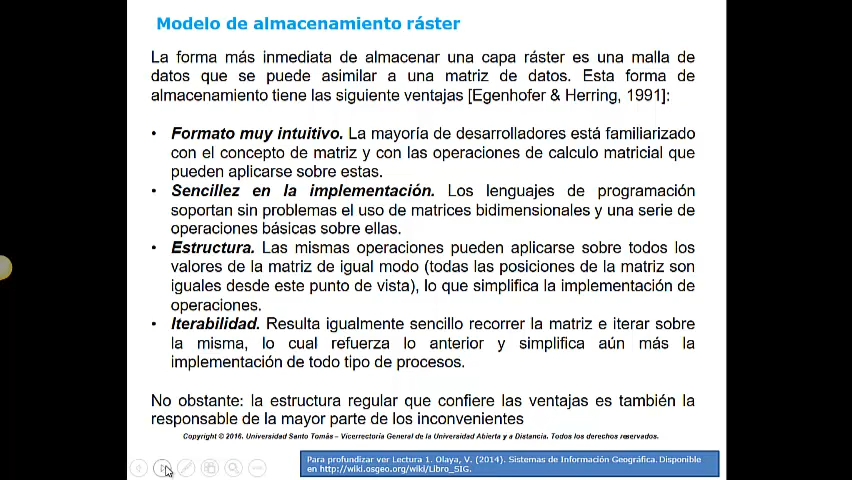 Modelo de almacenamiento ráster
La forma más inmediata de almacenar una capa ráster es una malla de
datos que se puede asimilar a una matriz de datos. Esta forma de
almacenamiento tiene las siguiente ventajas [Egenhofer & Herring, 1991]:
• Formato muy intuitivo. La mayoría de desarrolladores está familiarizado
con el concepto de matriz y con las operaciones de calculo matricial que
pueden aplicarse sobre estas.
• Sencillez en la implementación. Los lenguajes de programación
soportan sin problemas el uso de matrices bidimensionales y una serie de
operaciones básicas sobre ellas.
• Estructura. Las mismas operaciones pueden aplicarse sobre todos los
valores de la matriz de igual modo (todas las posiciones de la matriz son
iguales desde este punto de vista), lo que simplifica la implementación de
operaciones.
• Iterabilidad. Resulta igualmente sencillo recorrer la matriz e iterar sobre
la misma, lo cual refuerza lo anterior y simplifica aún más la
implementación de todo tipo de procesos.
No obstante: la estructura regular que confiere las ventajas es también la
responsable de la mayor parte de los inconvenientes
Copyright © 2016. Universidad Santo Tomás – Vicerrectoría General de la Universidad Abierta y a Distancia. Todos los derechos reservados.
Para profundizar ver Lectura 1. Olaya, V. (2014). Sistemas de Información Geográfica. Disponible
en http://wiki.osgeo.org/wiki/Libro_SIG.